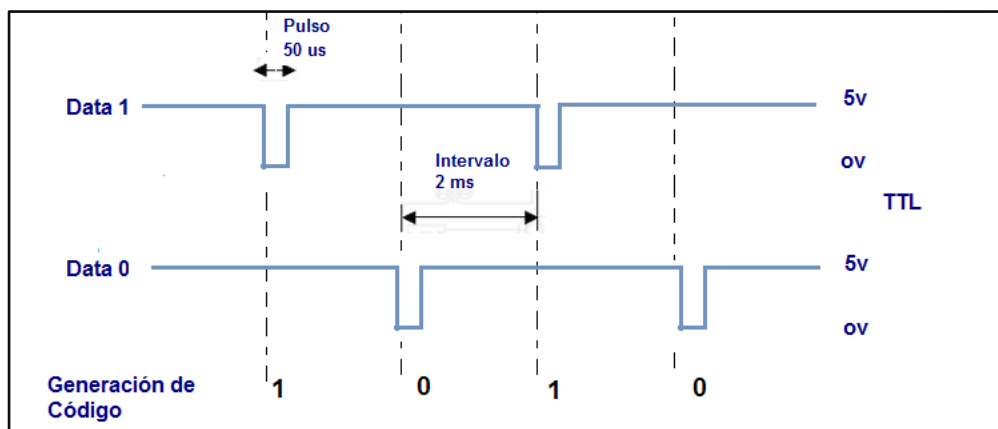 Pulso
50 us
Data 1
5v
Intervalo
2 ms
ov
TTL
Data 0
5v
ov
Generación de
Código
1
0
1
0